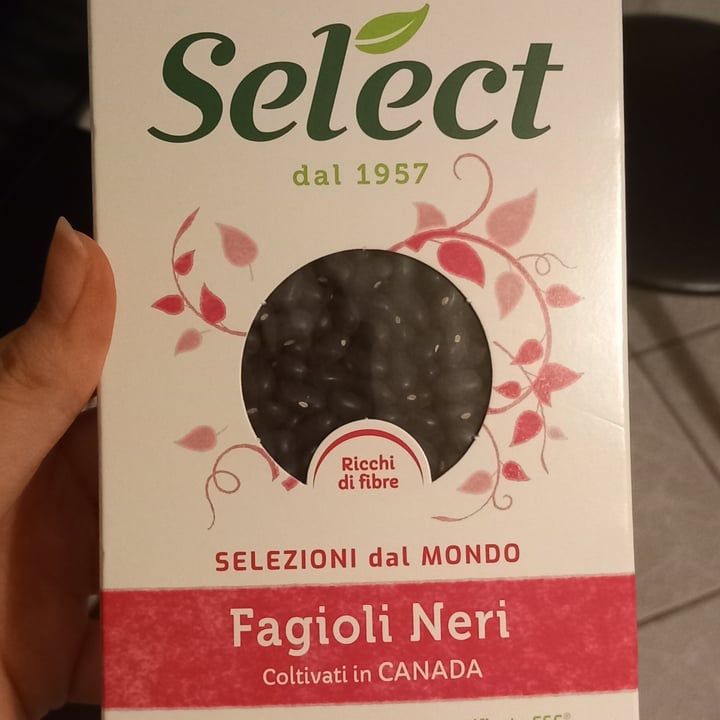 Select
dal 1957
Ricchi
di fibre
SELEZIONI dal MONDO
Fagioli Neri
Coltivati in CANADA